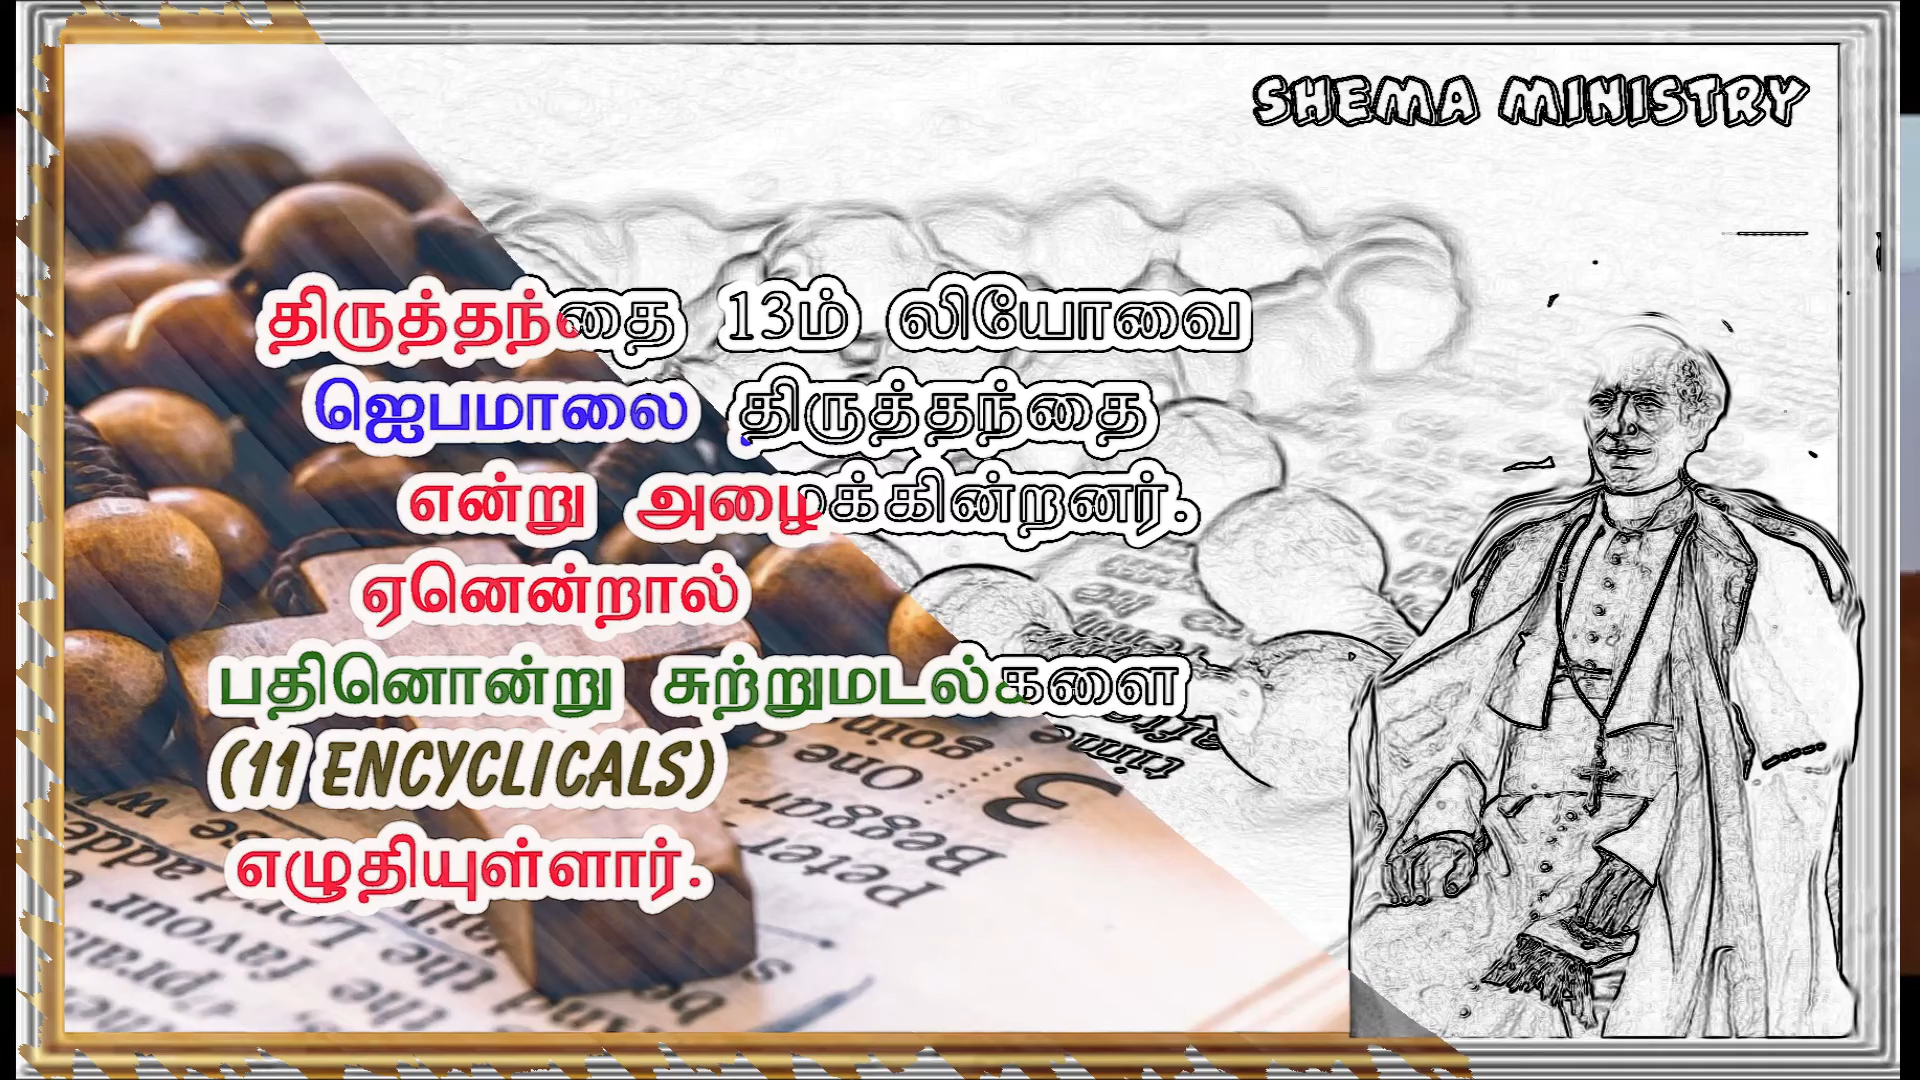 SHEMA MINISTRY
திருத்தந்தை 13ம் லியோவை
ஜெபமாலை திருத்தந்தை
என்று அழைக்கின்றனர்.
ஏனென்றால்
பதினொன்று சுற்றுமடல்களை
(11 ENCYCLICALS)
எழுதியுள்ளார்.